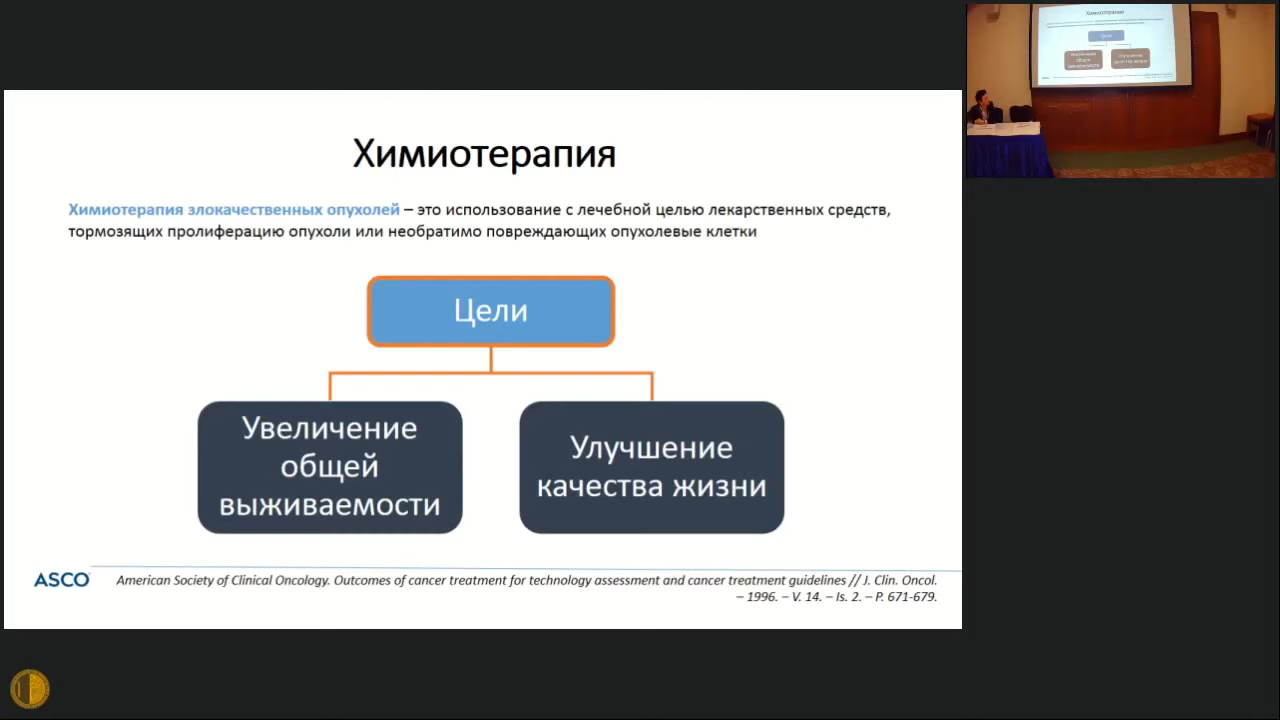 Химиотерапия
Химиотерапия злокачественных опухолей – это использование с лечебной целью лекарственных средств,
тормозящих пролиферацию опухоли или необратимо повреждающих опухолевые клетки
Цели
Увеличение
общей
выживаемости
Улучшение
качества жизни
ASCO
American Society of Clinical Oncology. Outcomes of cancer treatment for technology assessment and cancer treatment guidelines // J. Clin. Oncol.
– 1996. – V. 14. – Is. 2. – P. 671-679.
Химиотерапия
Цели